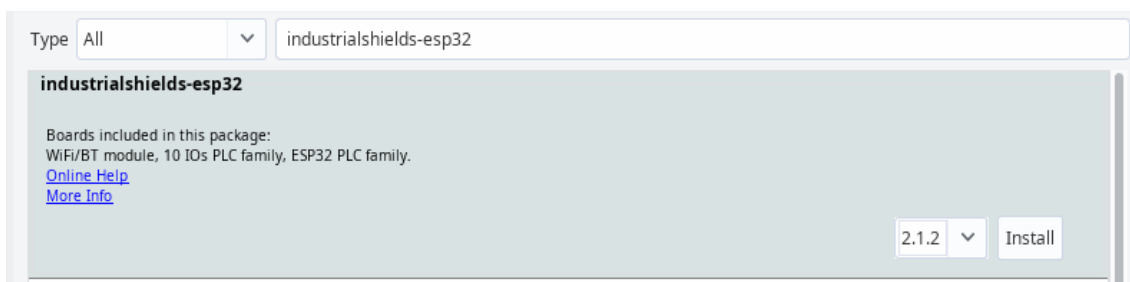 Type All industrialshields-esp32
industrialshields-esp32
Boards included in this package:
WiFi/BT module, 10 IOs PLC family, ESP32 PLC family.
Online Help
More Info
2.1.2 Install